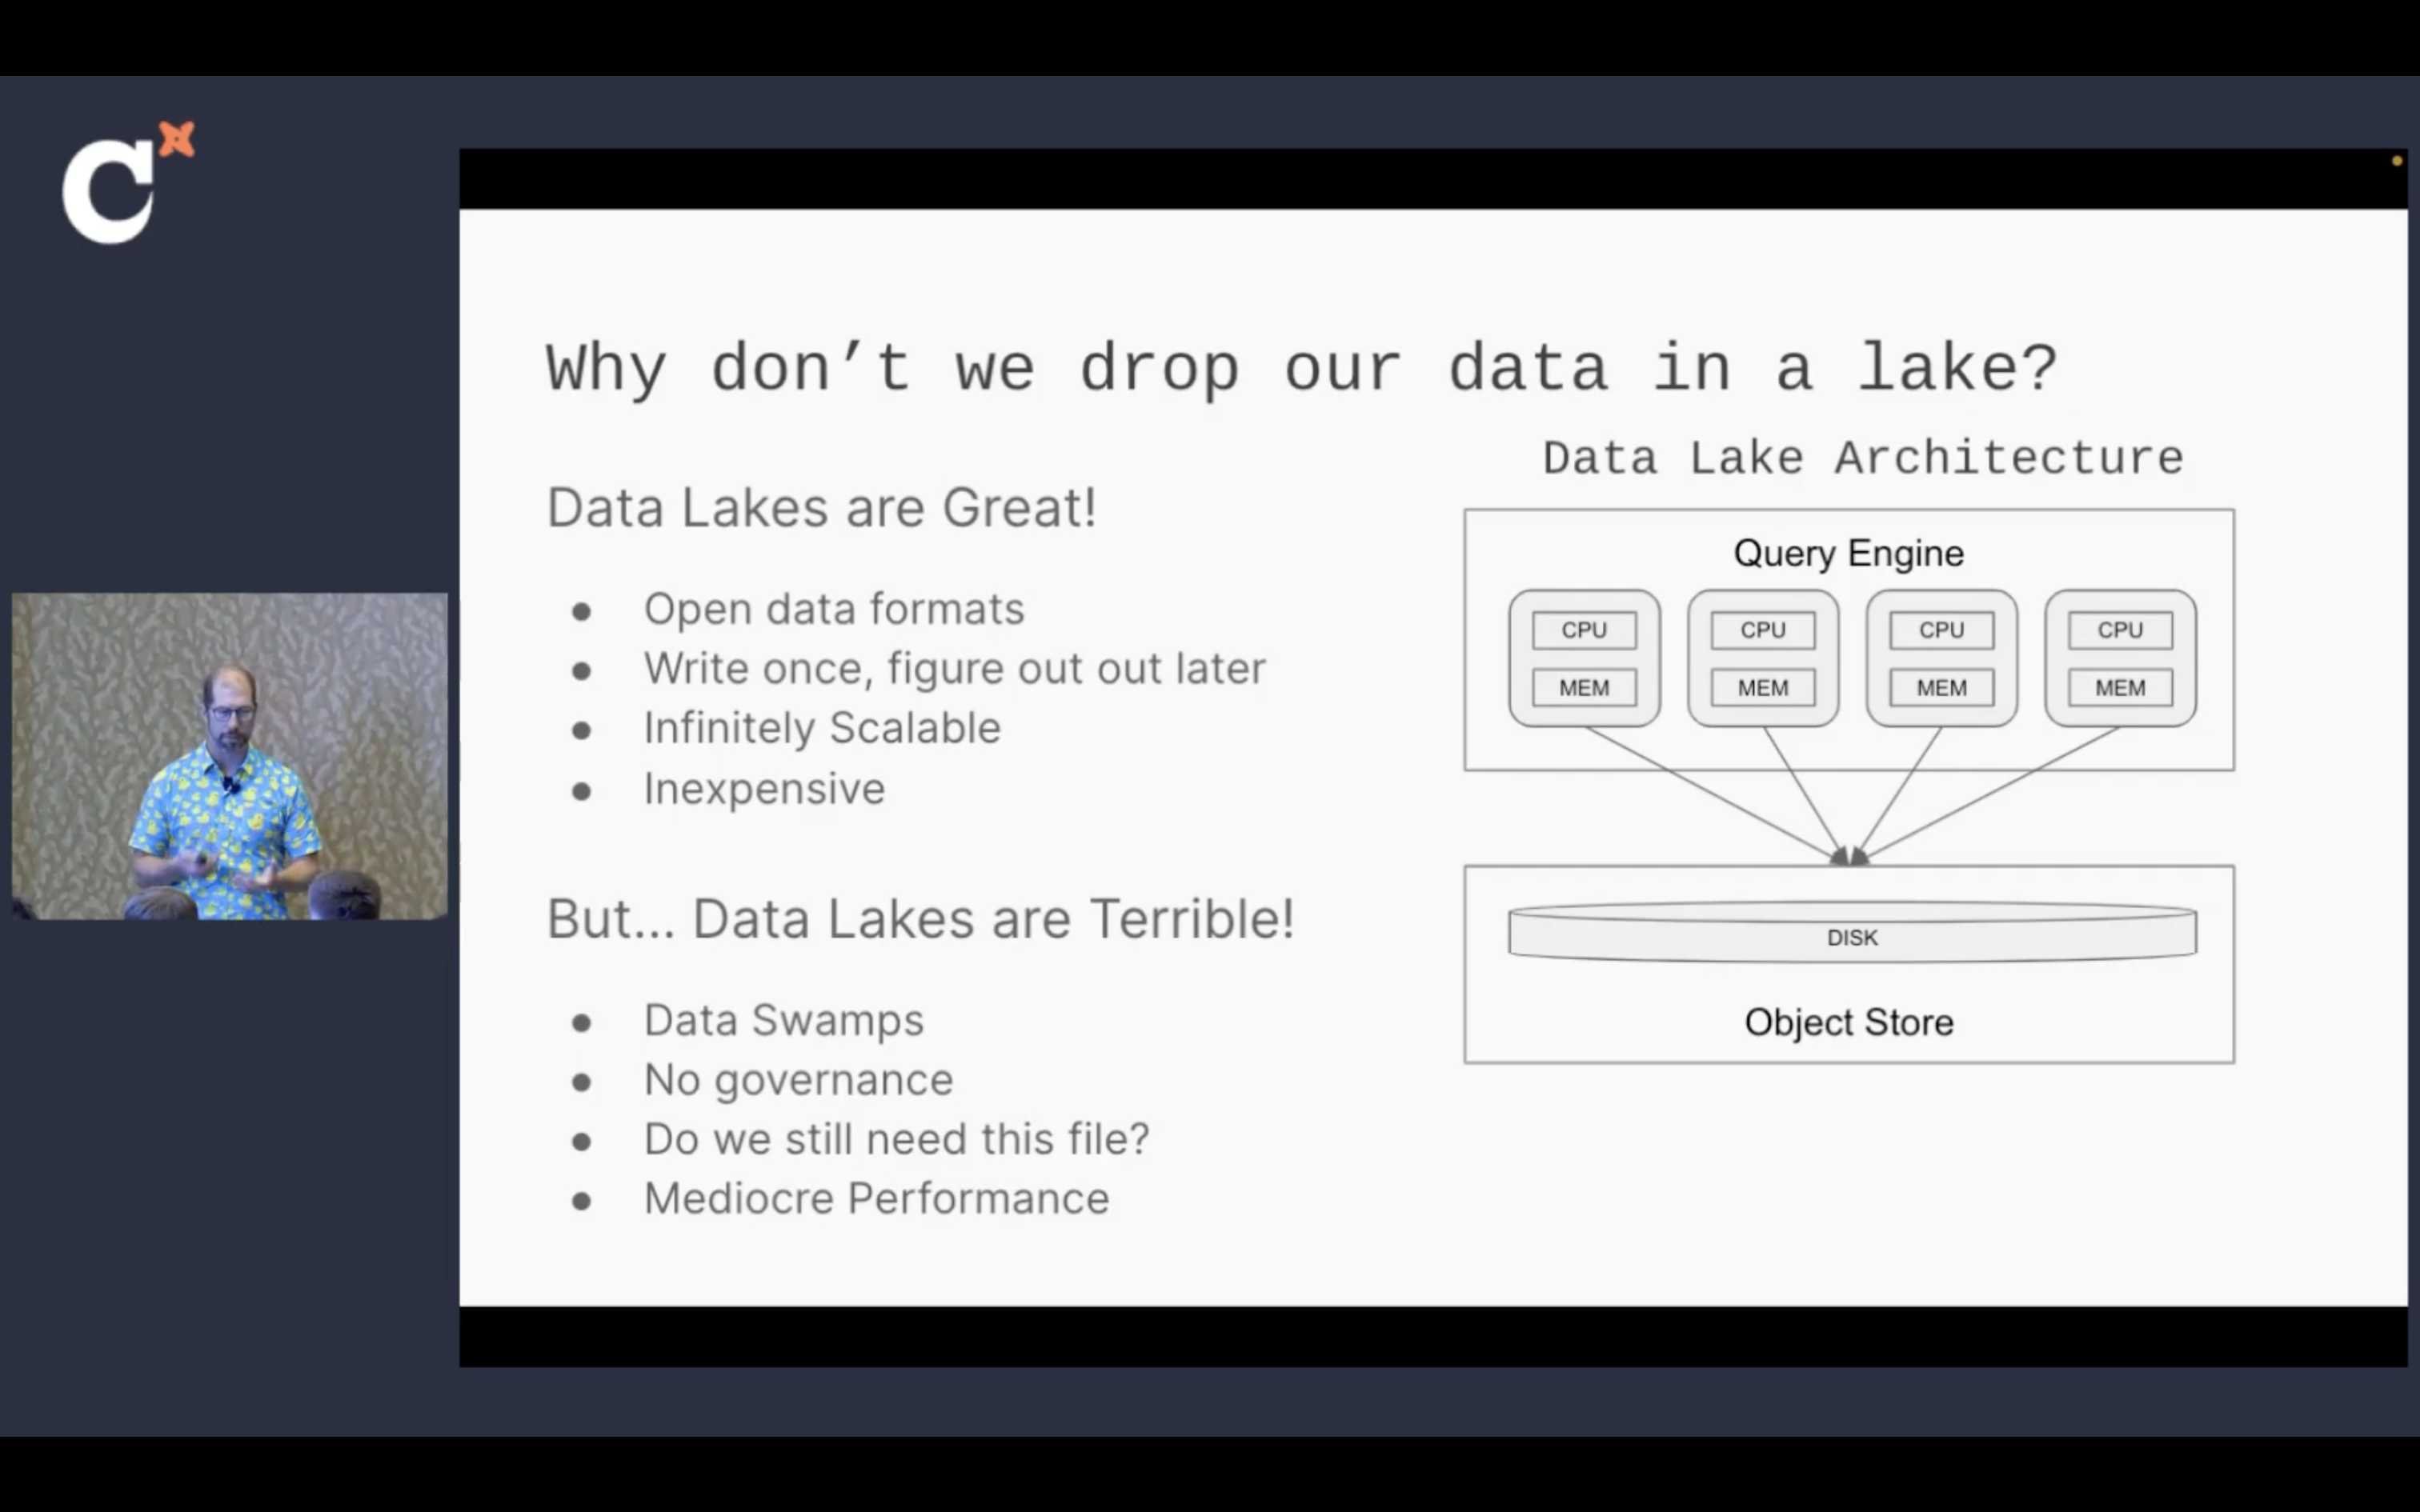 C
Why don’t we drop our data in a lake?
Data Lakes are Great!
● Open data formats
● Write once, figure out out later
● Infinitely Scalable
● Inexpensive
But... Data Lakes are Terrible!
● Data Swamps
● No governance
● Do we still need this file?
● Mediocre Performance
Data Lake Architecture
Query Engine
CPU CPU CPU CPU
MEM MEM MEM MEM
DISK
Object Store